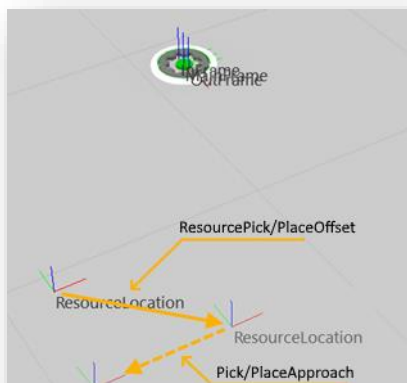 OutFrame
ResourcePick/PlaceOffset
ResourceLocation
ResourceLocation
Pick/PlaceApproach